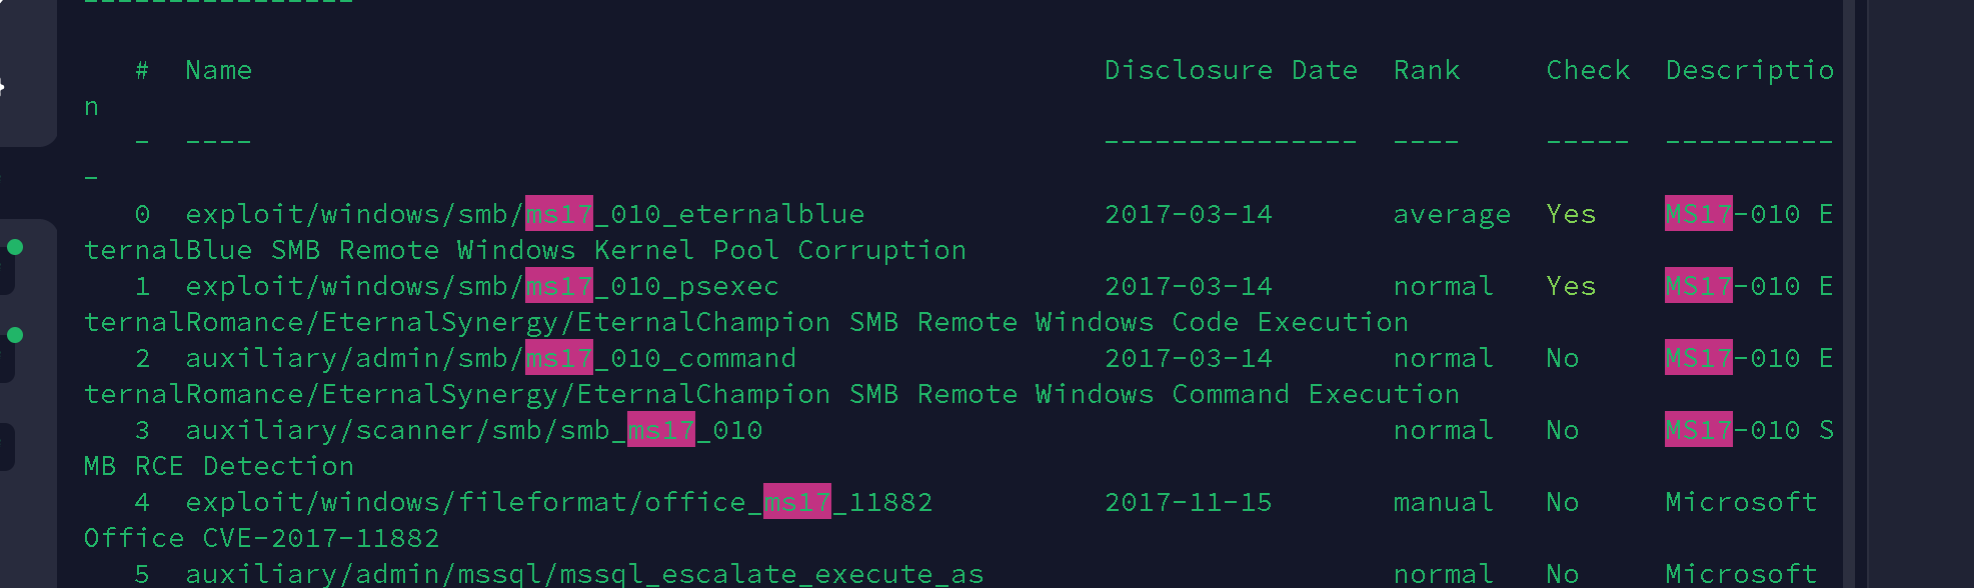 ----------------
#  Name  Disclosure Date  Rank  Check  Descriptio
n
-  ----  ---------------  ----  -----  ----------
-
0  exploit/windows/smb/ms17_010_eternalblue  2017-03-14  average  Yes  MS17-010 E
ternalBlue SMB Remote Windows Kernel Pool Corruption
1  exploit/windows/smb/ms17_010_psexec  2017-03-14  normal  Yes  MS17-010 E
ternalRomance/EternalSynergy/EternalChampion SMB Remote Windows Code Execution
2  auxiliary/admin/smb/ms17_010_command  2017-03-14  normal  No  MS17-010 E
ternalRomance/EternalSynergy/EternalChampion SMB Remote Windows Command Execution
3  auxiliary/scanner/smb/smb_ms17_010  normal  No  MS17-010 S
MB RCE Detection
4  exploit/windows/fileformat/office_ms17_11882  2017-11-15  manual  No  Microsoft
Office CVE-2017-11882
5  auxiliary/admin/mssql/mssql_escalate_execute_as  normal  No  Microsoft